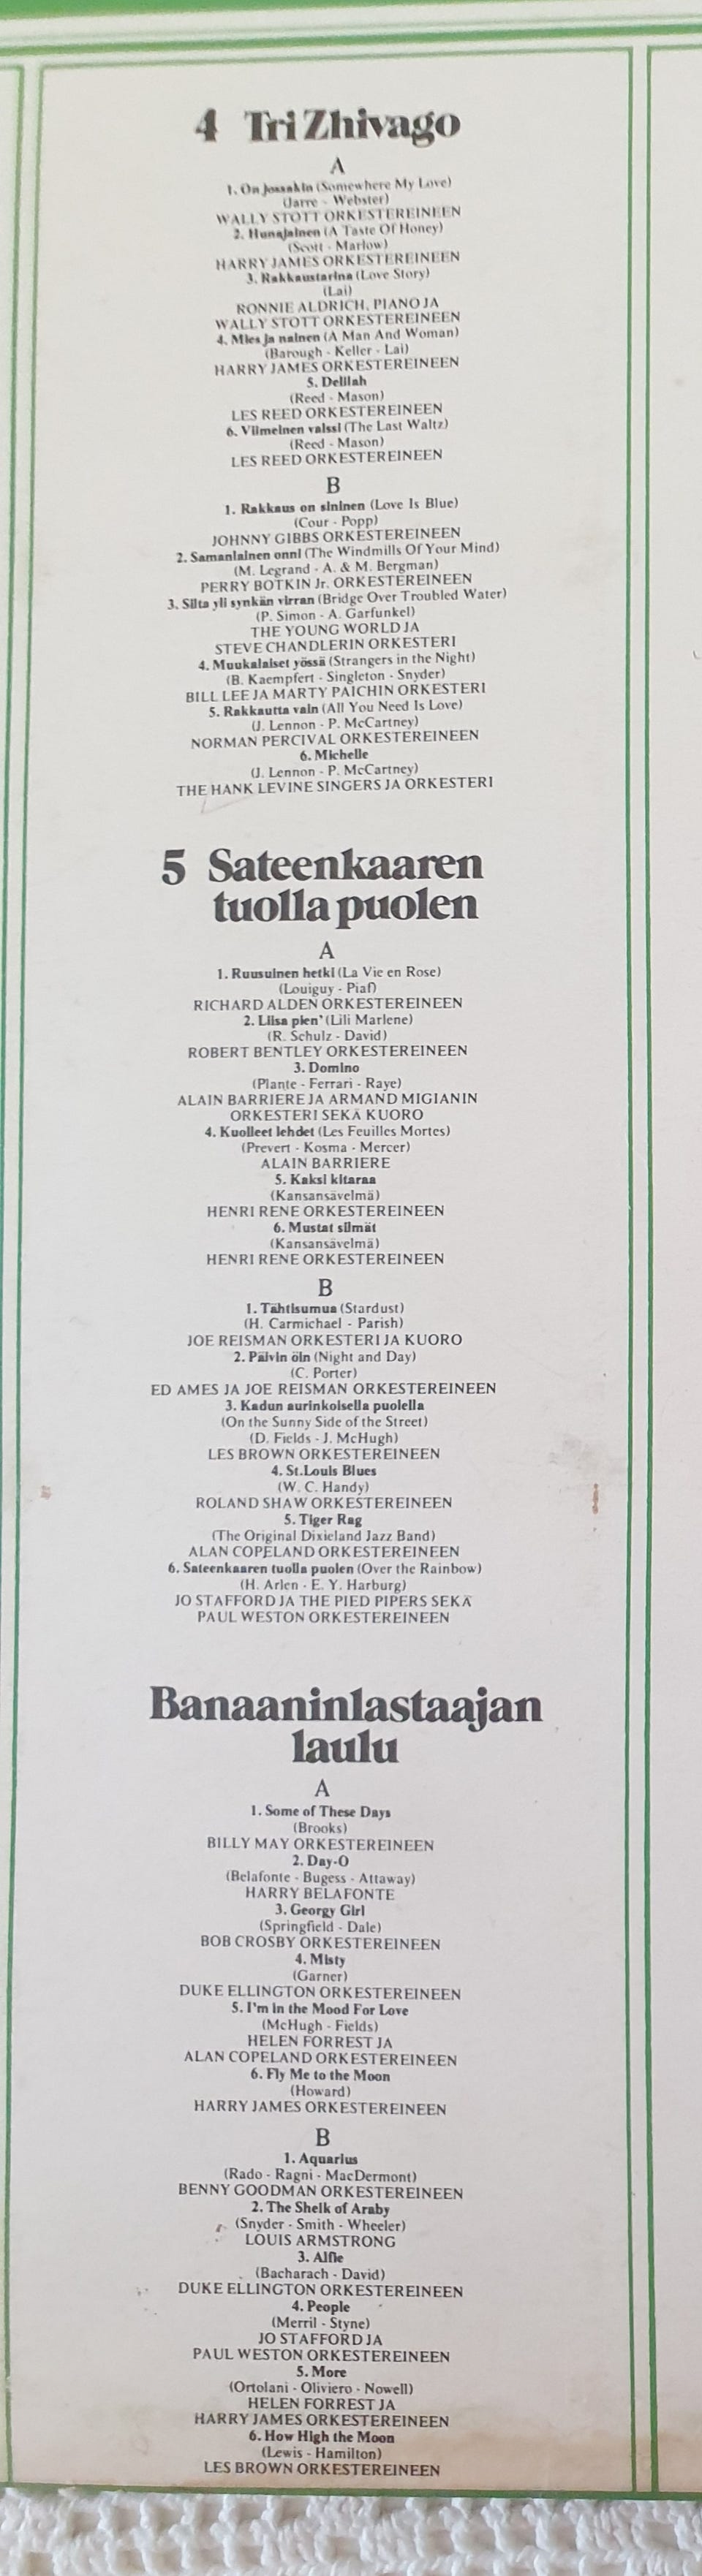 4 Tri Zhivago
A
1. On jossakin (Somewhere My Love)
(Jarre - Webster)
WALLY STOTT ORKESTEREINEEN
2. Hunajainen (A Taste Of Honey)
(Scott - Marlow)
HARRY JAMES ORKESTEREINEEN
3. Rakkaustarina (Love Story)
(Lai)
RONNIE ALDRICH, PIANO JA
WALLY STOTT ORKESTEREINEEN
4. Mies ja nainen (A Man And Woman)
(Barough - Keller - Lai)
HARRY JAMES ORKESTEREINEEN
5. Delilah
(Reed - Mason)
LES REED ORKESTEREINEEN
6. Viimeinen valssi (The Last Waltz)
(Reed - Mason)
LES REED ORKESTEREINEEN
B
1. Rakkaus on sininen (Love Is Blue)
(Cour - Popp)
JOHNNY GIBBS ORKESTEREINEEN
2. Samanlainen onni (The Windmills Of Your Mind)
(M. Legrand - A. & M. Bergman)
PERRY BOTKIN Jr. ORKESTEREINEEN
3. Silta yli synkän virran (Bridge Over Troubled Water)
(P. Simon - A. Garfunkel)
THE YOUNG WORLD JA
STEVE CHANDLERIN ORKESTERI
4. Muukalaiset yössä (Strangers in the Night)
(B. Kaempfert - Singleton - Snyder)
BILL LEE JA MARTY PAICHIN ORKESTERI
5. Rakkautta vain (All You Need Is Love)
(J. Lennon - P. McCartney)
NORMAN PERCIVAL ORKESTEREINEEN
6. Michelle
(J. Lennon - P. McCartney)
THE HANK LEVINE SINGERS JA ORKESTERI
5 Sateenkaaren
tuolla puolen
A
1. Ruusuinen hetki (La Vie en Rose)
(Louiguy - Piaf)
RICHARD ALDEN ORKESTEREINEEN
2. Liisa pien' (Lili Marlene)
(R. Schulz - David)
ROBERT BENTLEY ORKESTEREINEEN
3. Domino
(Plante - Ferrari - Raye)
ALAIN BARRIERE JA ARMAND MIGIANIN
ORKESTERI SEKÄ KUORO
4. Kuolleet lehdet (Les Feuilles Mortes)
(Prevert - Kosma - Mercer)
ALAIN BARRIERE
5. Kaksi kitaraa
(Kansansävelmä)
HENRI RENE ORKESTEREINEEN
6. Mustat silmät
(Kansansävelmä)
HENRI RENE ORKESTEREINEEN
B
1. Tähtisumua (Stardust)
(H. Carmichael - Parish)
JOE REISMAN ORKESTERI JA KUORO
2. Päivin öin (Night and Day)
(C. Porter)
ED AMES JA JOE REISMAN ORKESTEREINEEN
3. Kadun aurinkoisella puolella
(On the Sunny Side of the Street)
(D. Fields - J. McHugh)
LES BROWN ORKESTEREINEEN
4. St.Louis Blues
(W. C. Handy)
ROLAND SHAW ORKESTEREINEEN
5. Tiger Rag
(The Original Dixieland Jazz Band)
ALAN COPELAND ORKESTEREINEEN
6. Sateenkaaren tuolla puolen (Over the Rainbow)
(H. Arlen - E. Y. Harburg)
JO STAFFORD JA THE PIED PIPERS SEKÄ
PAUL WESTON ORKESTEREINEEN
Banaaninlastaajan
laulu
A
1. Some of These Days
(Brooks)
BILLY MAY ORKESTEREINEEN
2. Day-O
(Belafonte - Bugess - Attaway)
HARRY BELAFONTE
3. Georgy Girl
(Springfield - Dale)
BOB CROSBY ORKESTEREINEEN
4. Misty
(Garner)
DUKE ELLINGTON ORKESTEREINEEN
5. I'm in the Mood For Love
(McHugh - Fields)
HELEN FORREST JA
ALAN COPELAND ORKESTEREINEEN
6. Fly Me to the Moon
(Howard)
HARRY JAMES ORKESTEREINEEN
B
1. Aquarius
(Rado - Ragni - MacDermont)
BENNY GOODMAN ORKESTEREINEEN
2. The Sheik of Araby
(Snyder - Smith - Wheeler)
LOUIS ARMSTRONG
3. Alfie
(Bacharach - David)
DUKE ELLINGTON ORKESTEREINEEN
4. People
(Merril - Styne)
JO STAFFORD JA
PAUL WESTON ORKESTEREINEEN
5. More
(Ortolani - Oliviero - Nowell)
HELEN FORREST JA
HARRY JAMES ORKESTEREINEEN
6. How High the Moon
(Lewis - Hamilton)
LES BROWN ORKESTEREINEEN